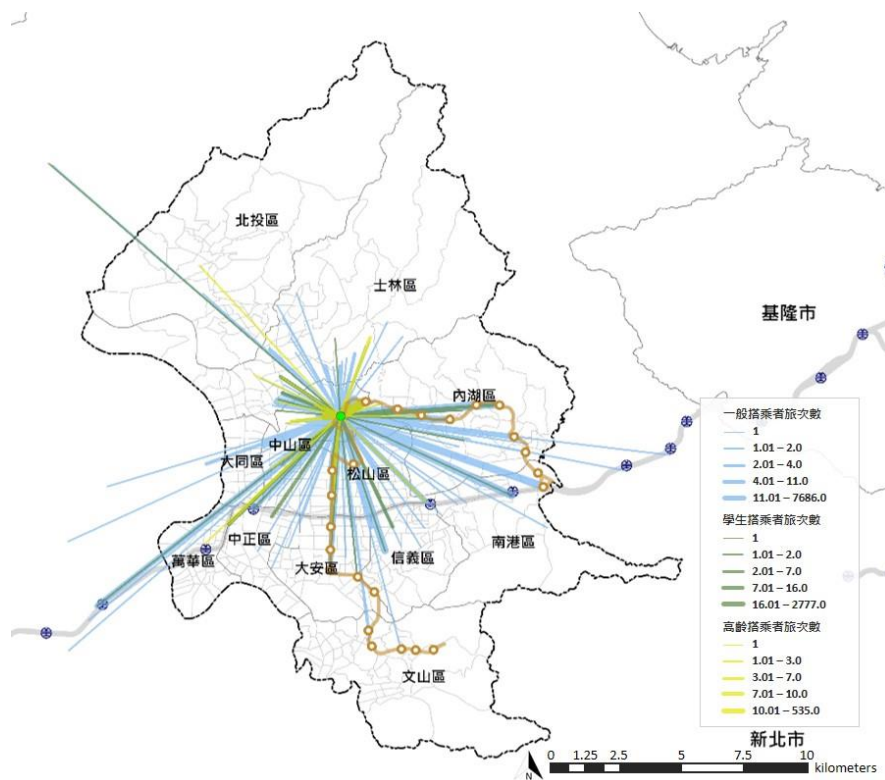 北投區
士林區
基隆市
內湖區
中山區
大同區
松山區
中正區
萬華區
大安區
信義區
南港區
文山區
一般搭乘者旅次數
1
1.01 – 2.0
2.01 – 4.0
4.01 – 11.0
11.01 – 7686.0
學生搭乘者旅次數
1
1.01 – 2.0
2.01 – 7.0
7.01 – 16.0
16.01 – 2777.0
高齡搭乘者旅次數
1
1.01 – 3.0
3.01 – 7.0
7.01 – 10.0
10.01 – 535.0
新北市
0 1.25 2.5 5 7.5 10
kilometers
N